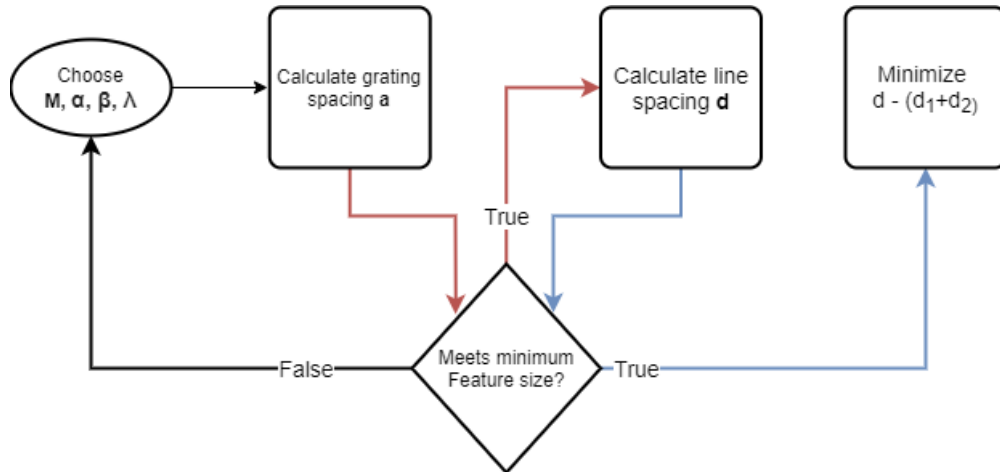 Choose
M, α, β, λ
Calculate grating
spacing a
Calculate line
spacing d
Minimize
d - (d₁+d₂)
True
Meets minimum
Feature size?
False
True